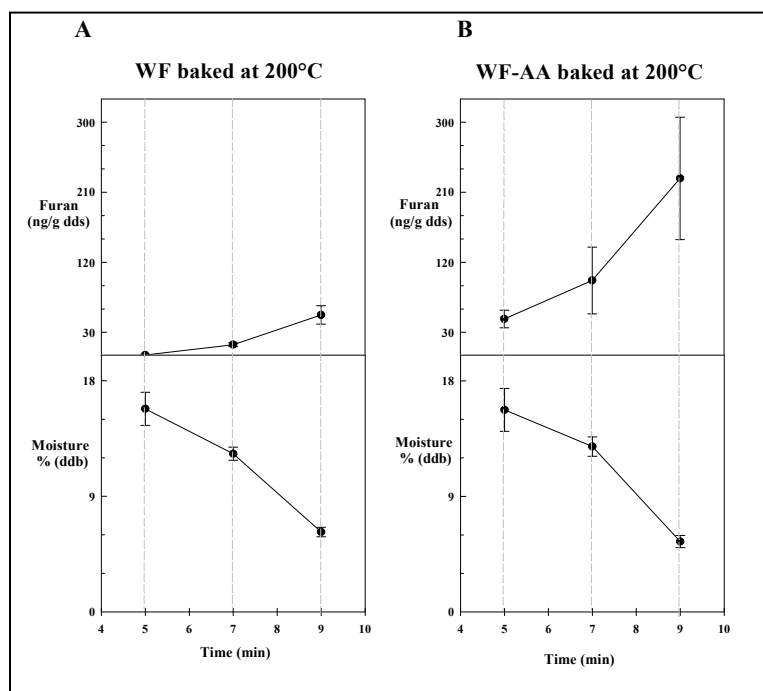 A
WF baked at 200°C
300
210
120
30
Furan
(ng/g dds)
18
9
0
Moisture
% (ddb)
4 5 6 7 8 9 10
Time (min)
B
WF-AA baked at 200°C
300
210
120
30
Furan
(ng/g dds)
18
9
0
Moisture
% (ddb)
4 5 6 7 8 9 10
Time (min)